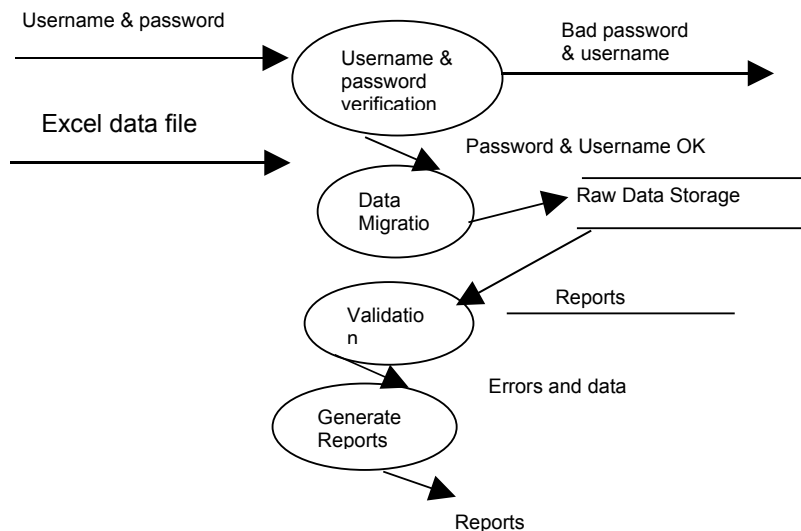 Username & password
Bad password
& username
Username &
password
verification
Excel data file
Password & Username OK
Data
Migratio
Raw Data Storage
Reports
Validatio
n
Errors and data
Generate
Reports
Reports